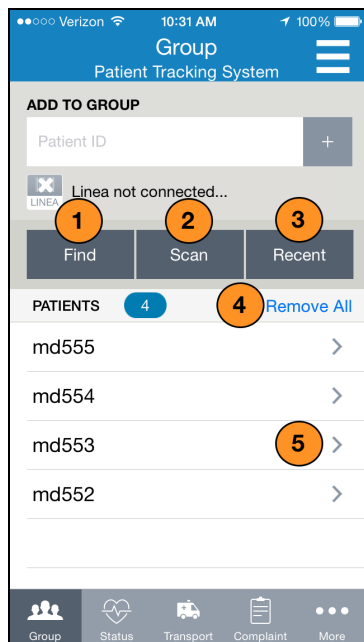 Verizon 10:31 AM 100%
Group
Patient Tracking System
ADD TO GROUP
Patient ID +
LINEA Linea not connected...
1 2 3
Find Scan Recent
PATIENTS 4 4 Remove All
md555
md554
md553 5
md552
Group Status Transport Complaint More